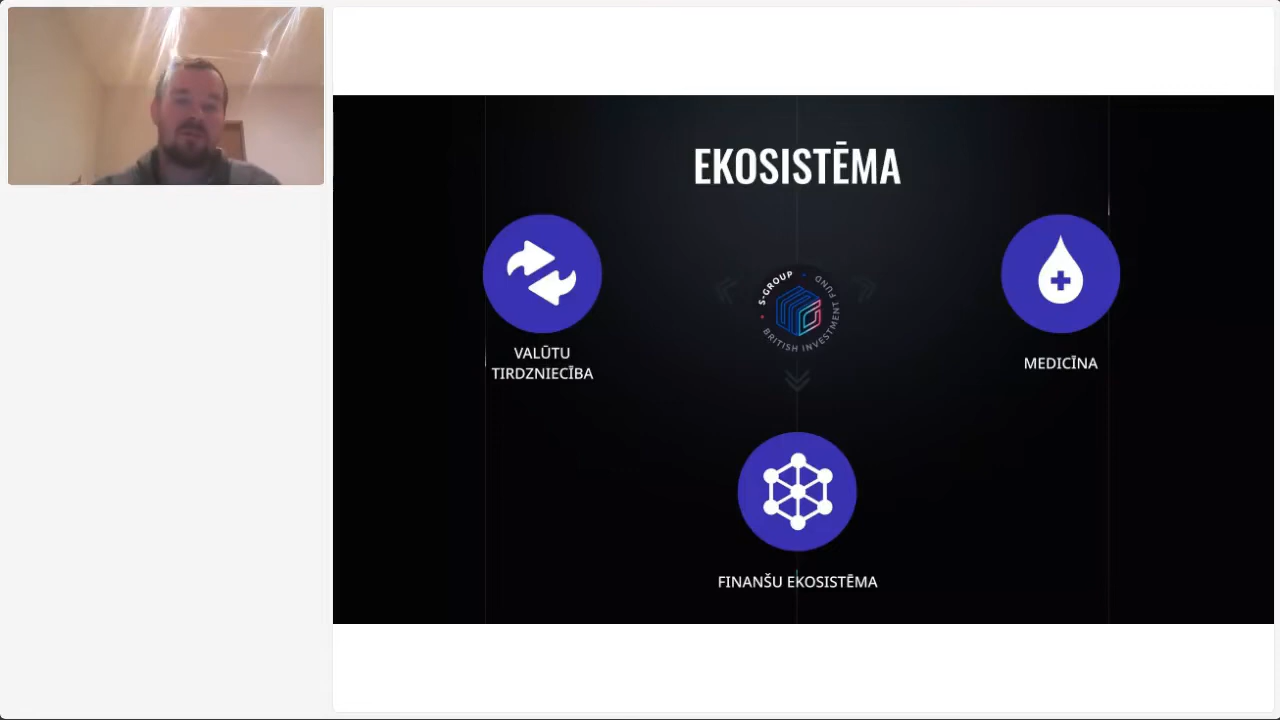 EKOSISTĒMA
S-GROUP
BRITISH INVESTMENT FUND
VALŪTU
TIRDZNIECĪBA
MEDICĪNA
FINANŠU EKOSISTĒMA